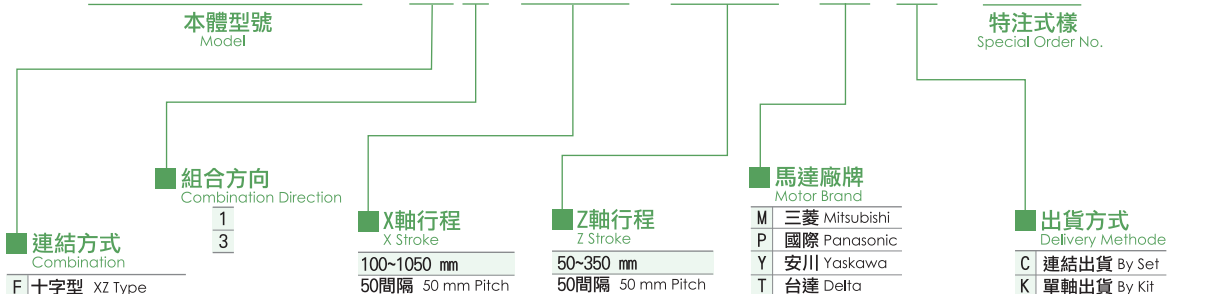 本體型號
Model
特注式樣
Special Order No.
組合方向
Combination Direction
1
3
馬達廠牌
Motor Brand
M 三菱 Mitsubishi
P 國際 Panasonic
Y 安川 Yaskawa
T 台達 Delta
X軸行程
X Stroke
100~1050 mm
50間隔 50 mm Pitch
Z軸行程
Z Stroke
50~350 mm
50間隔 50 mm Pitch
出貨方式
Delivery Methode
C 連結出貨 By Set
K 單軸出貨 By Kit
連結方式
Combination
F 十字型 XZ Type